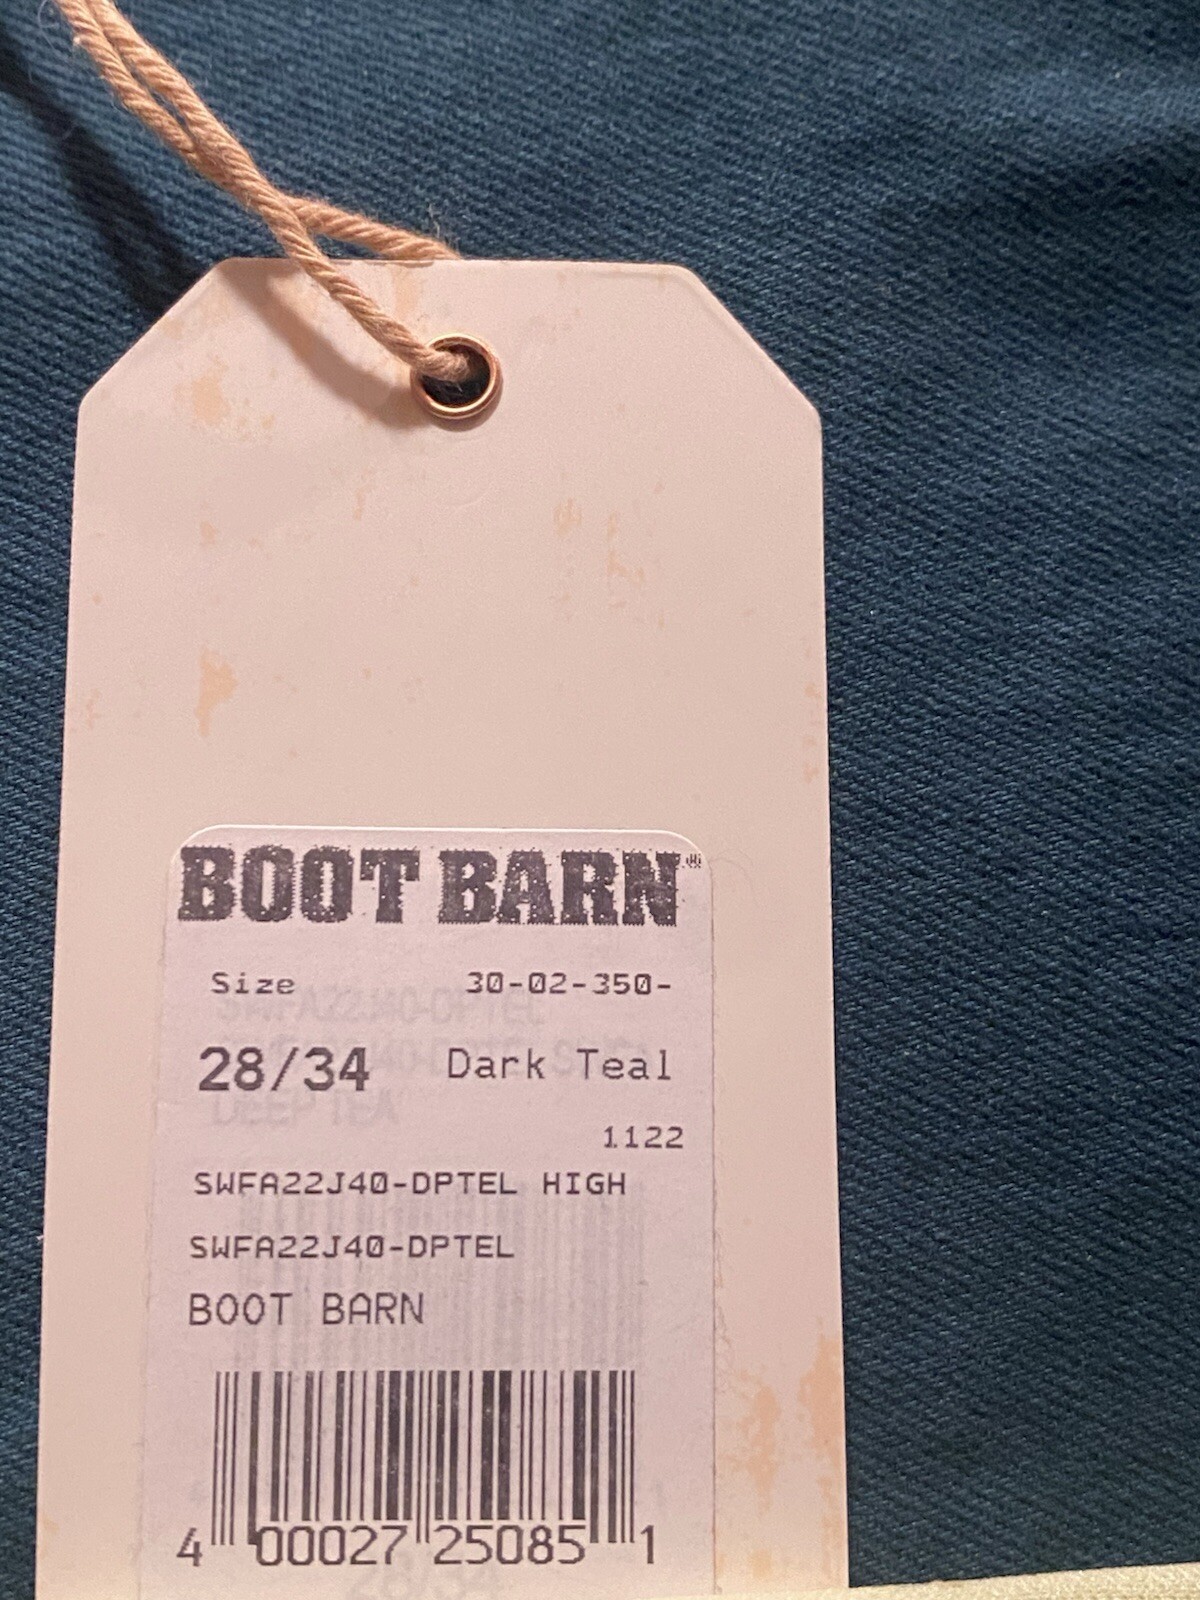 BOOT BARN®
Size 30-02-350-
28/34 Dark Teal
1122
SWFA22J40-DPTEL HIGH
SWFA22J40-DPTEL
BOOT BARN
4 00027 25085 1